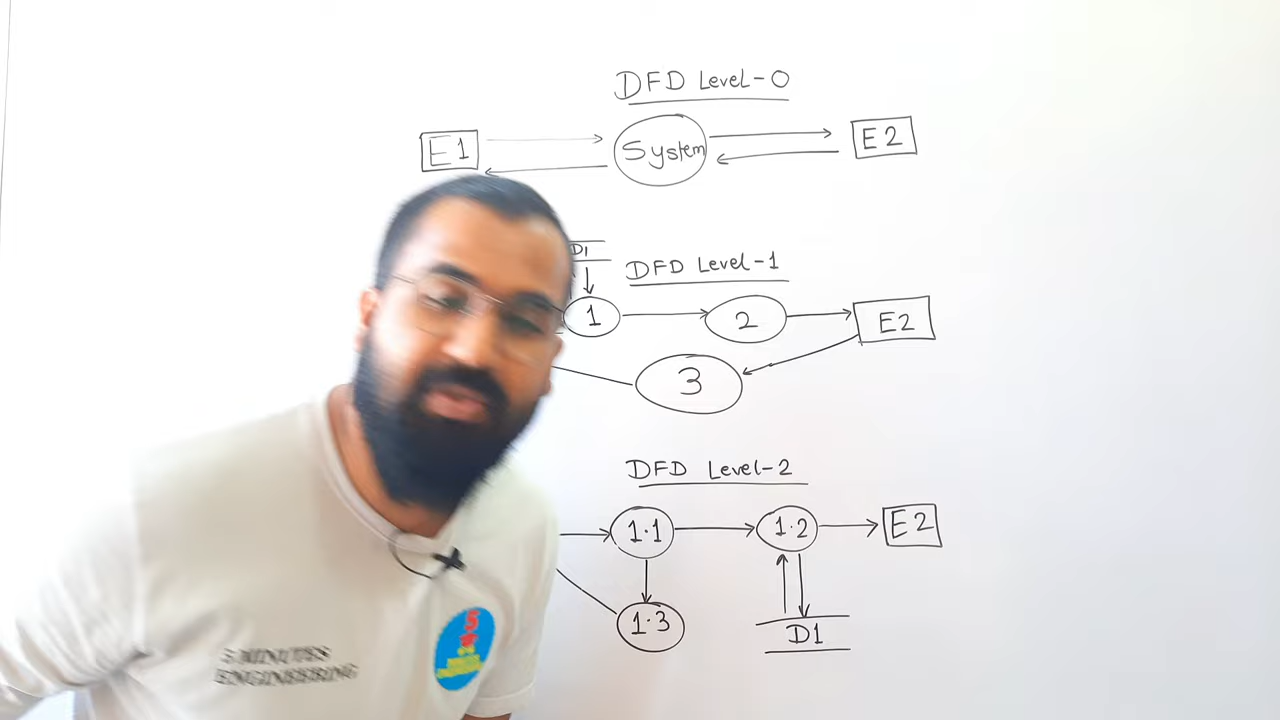 DFD Level-0
E1 System E2
D1
DFD Level-1
1 2 E2
3
DFD Level-2
1.1 1.2 E2
1.3 D1
5 MINUTES
ENGINEERING
5